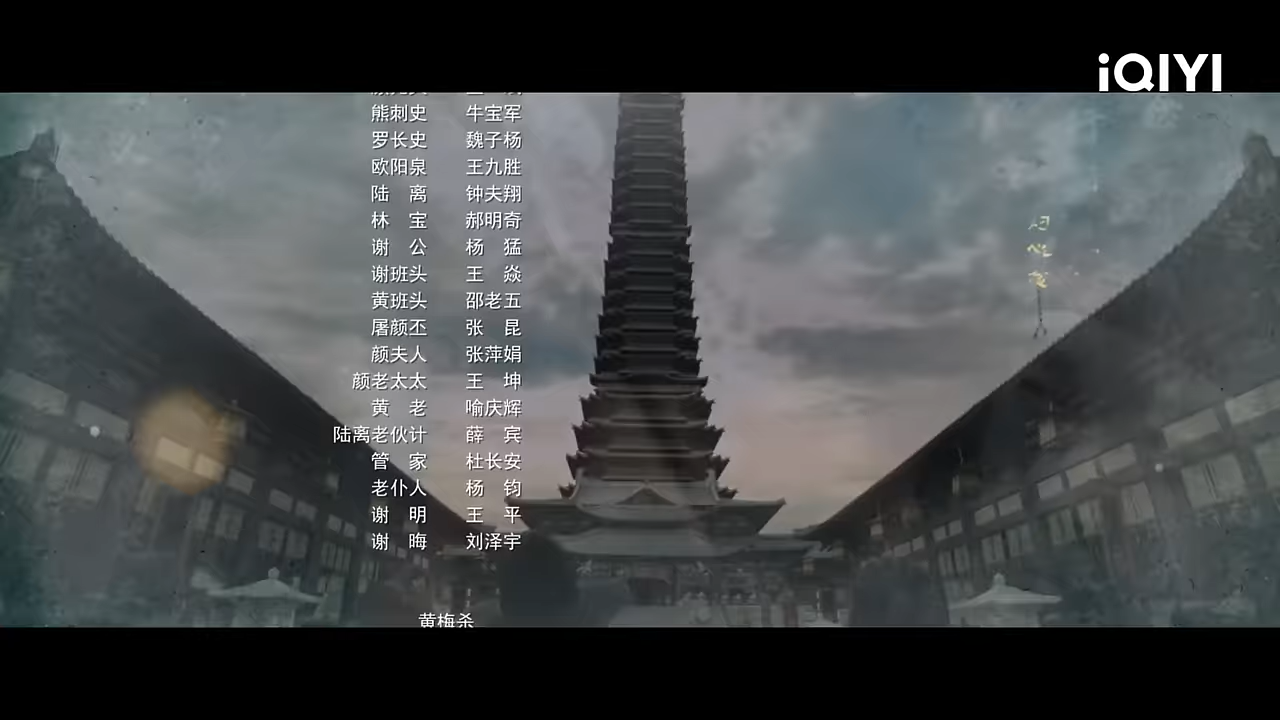 iQIYI
熊刺史 牛宝军
罗长史 魏子杨
欧阳泉 王九胜
陆 离 钟夫翔
林 宝 郝明奇
谢 公 杨 猛
谢班头 王 焱
黄班头 邵老五
屠颜丕 张 昆
颜夫人 张萍娟
颜老太太 王 坤
黄 老 喻庆辉
陆离老伙计 薛 宾
管 家 杜长安
老仆人 杨 钧
谢 明 王 平
谢 晦 刘泽宇
黄梅杀